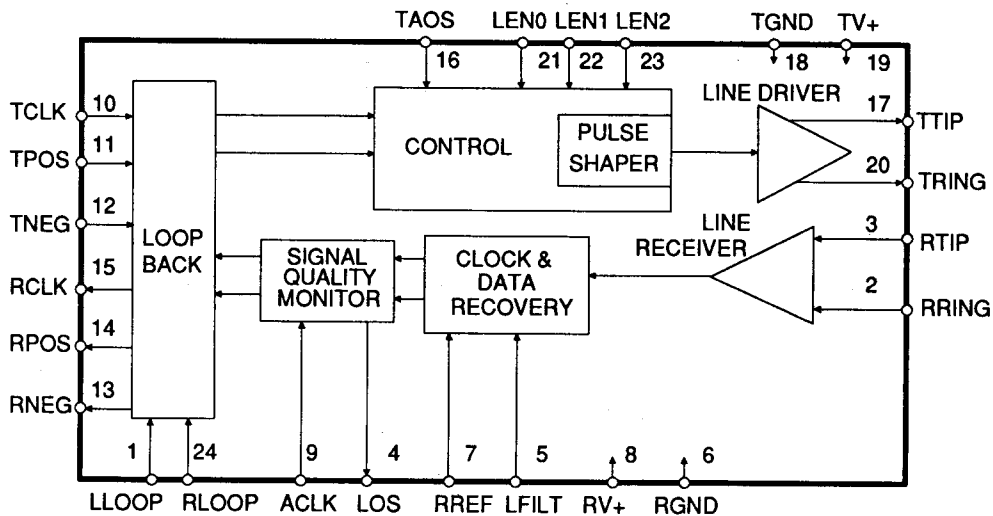 TAOS LEN0 LEN1 LEN2 TGND TV+
16 21 22 23 18 19
LINE DRIVER
TCLK 10
17 TTIP
TPOS 11
CONTROL
PULSE
SHAPER
20 TRING
TNEG 12
LOOP
BACK
LINE
RECEIVER
3 RTIP
RCLK 15
SIGNAL
QUALITY
MONITOR
CLOCK &
DATA
RECOVERY
2 RRING
RPOS 14
RNEG 13
1 24 9 4 7 5 8 6
LLOOP RLOOP ACLK LOS RREF LFILT RV+ RGND